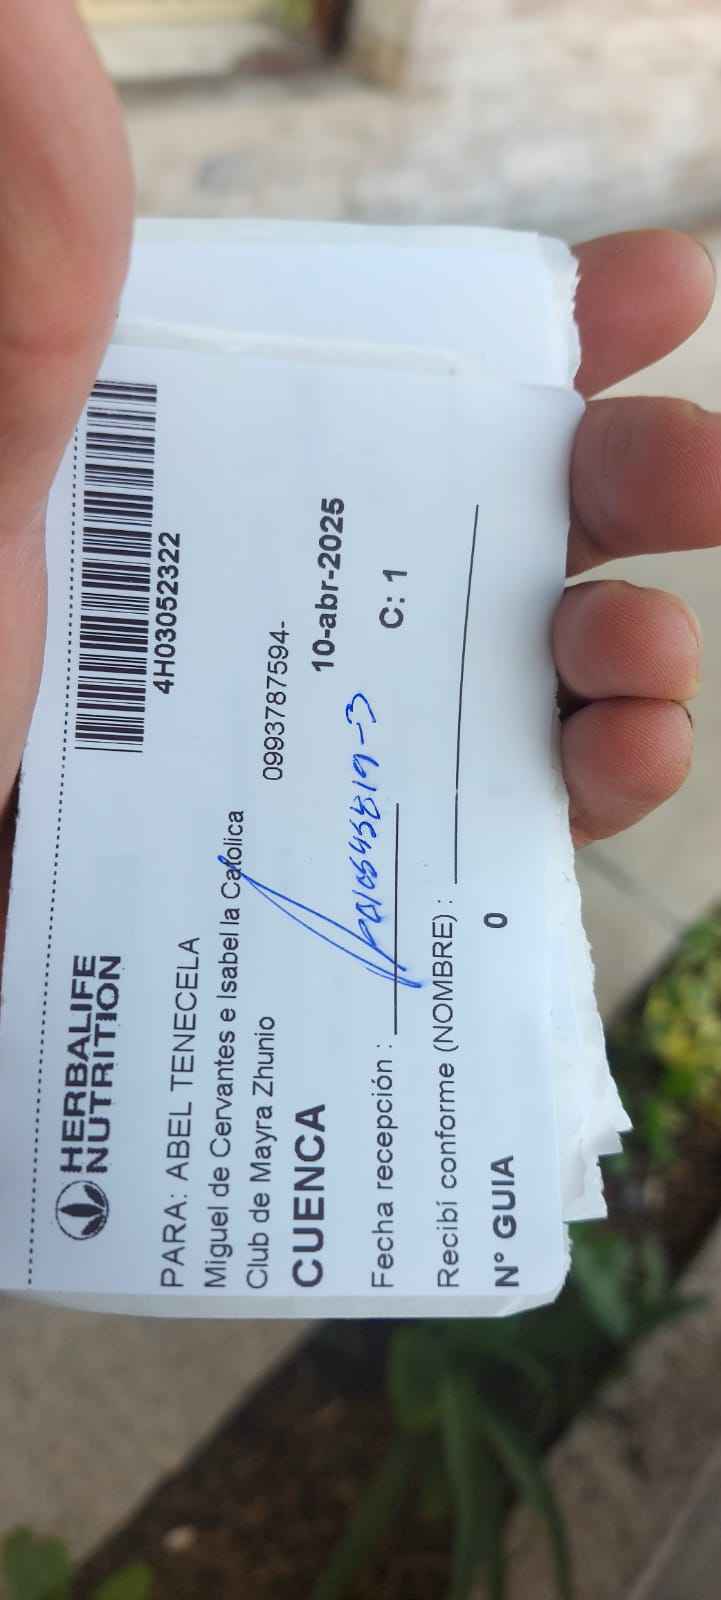 HERBALIFE
NUTRITION
4H03052322
PARA: ABEL TENECELA
Miguel de Cervantes e Isabel la Catolica
Club de Mayra Zhunio 0993787594-
CUENCA 10-abr-2025
Fecha recepción : C: 1
Recibí conforme (NOMBRE) :
N° GUIA 0